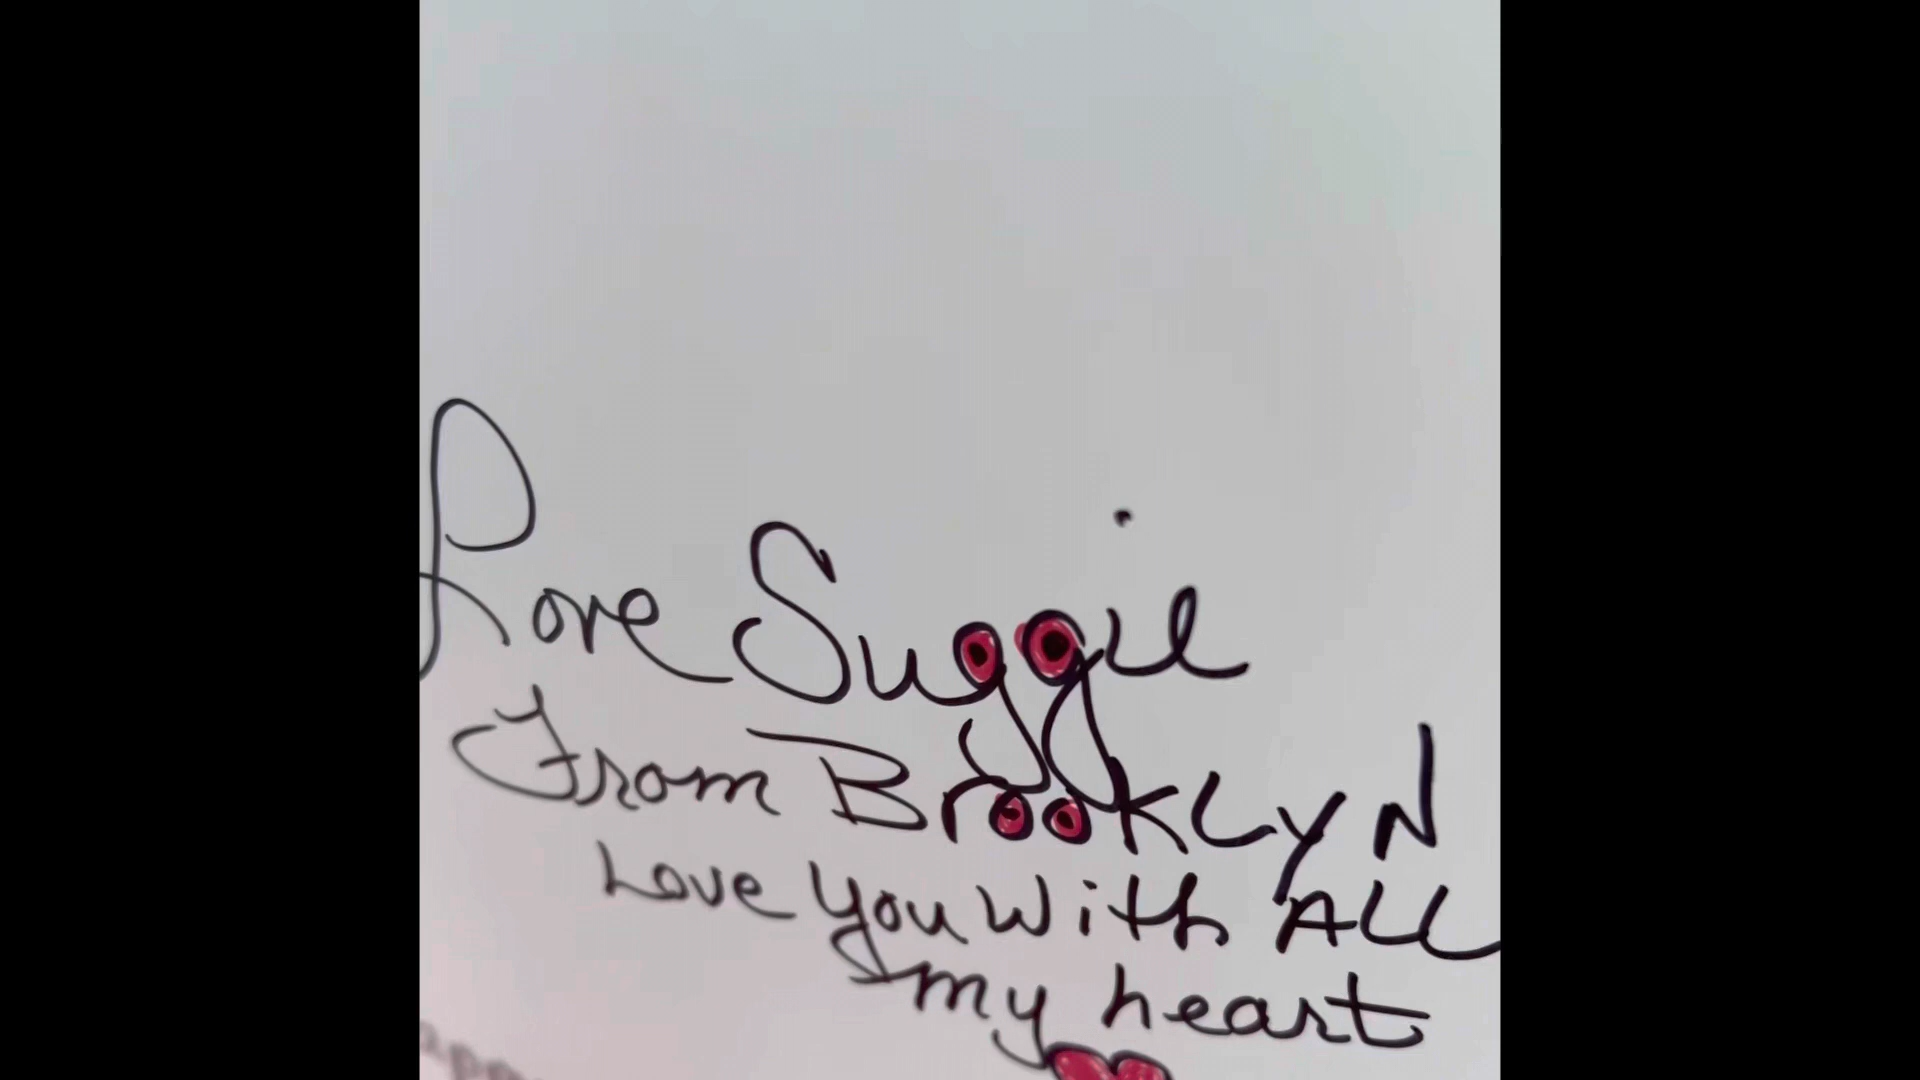 Love Suggie
From BrooKLyN
Love you With ALL
my heart